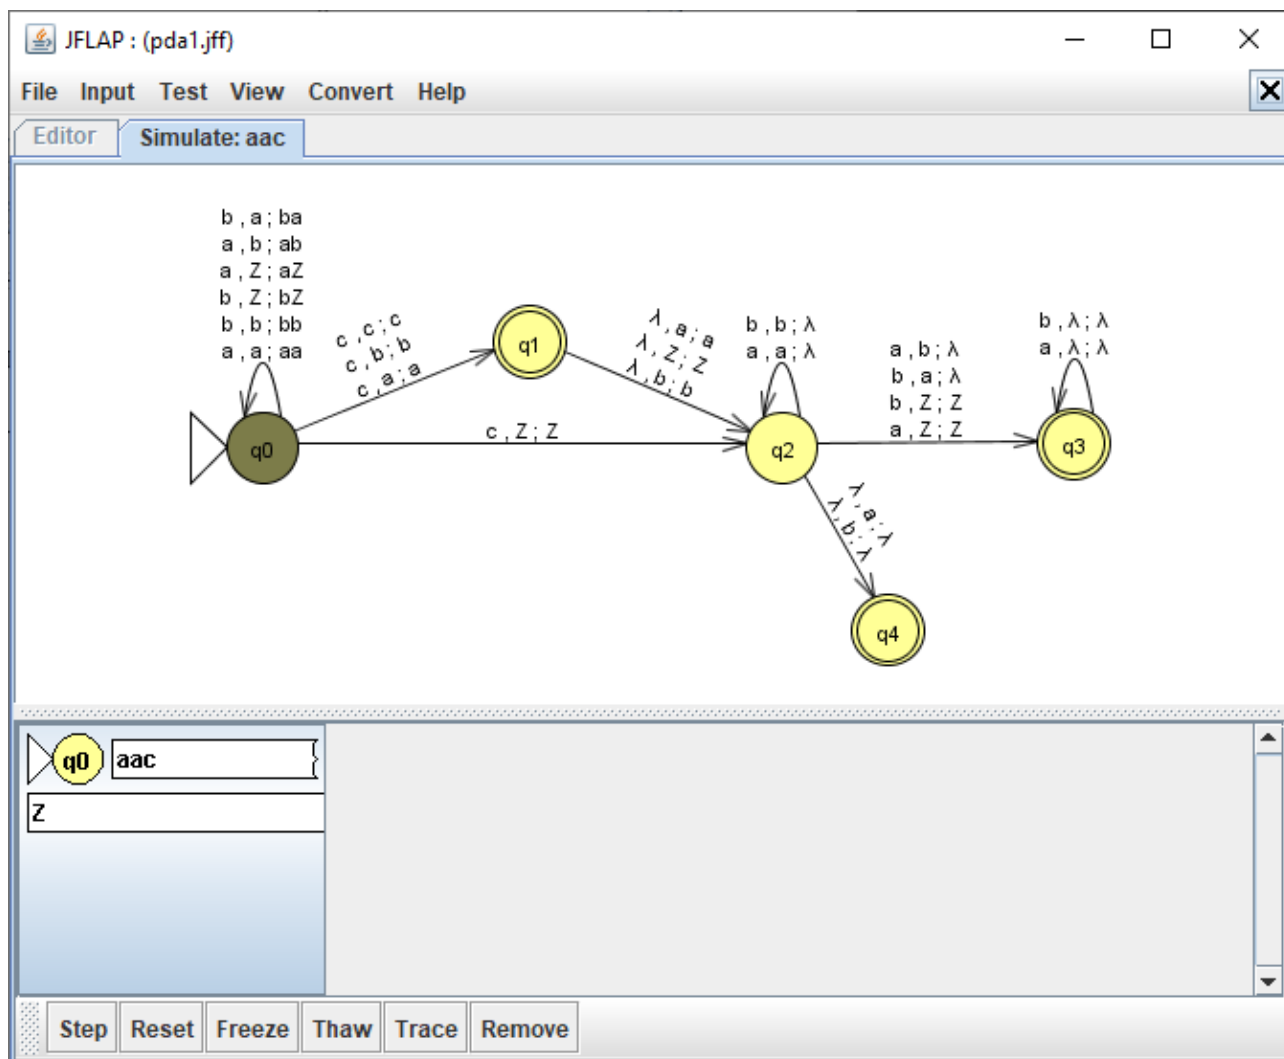 JFLAP : (pda1.jff)
File Input Test View Convert Help
Editor Simulate: aac
b , a ; ba
a , b ; ab
a , Z ; aZ
b , Z ; bZ
b , b ; bb
a , a ; aa
c , c ; c
c , b ; b
c , a ; a
q1
λ , a ; a
λ , Z ; Z
λ , b ; b
b , b ; λ
a , a ; λ
a , b ; λ
b , a ; λ
b , Z ; Z
a , Z ; Z
b , λ ; λ
a , λ ; λ
q0
c , Z ; Z
q2
q3
λ , a ; λ
λ , b ; λ
q4
q0 aac
Z
Step Reset Freeze Thaw Trace Remove